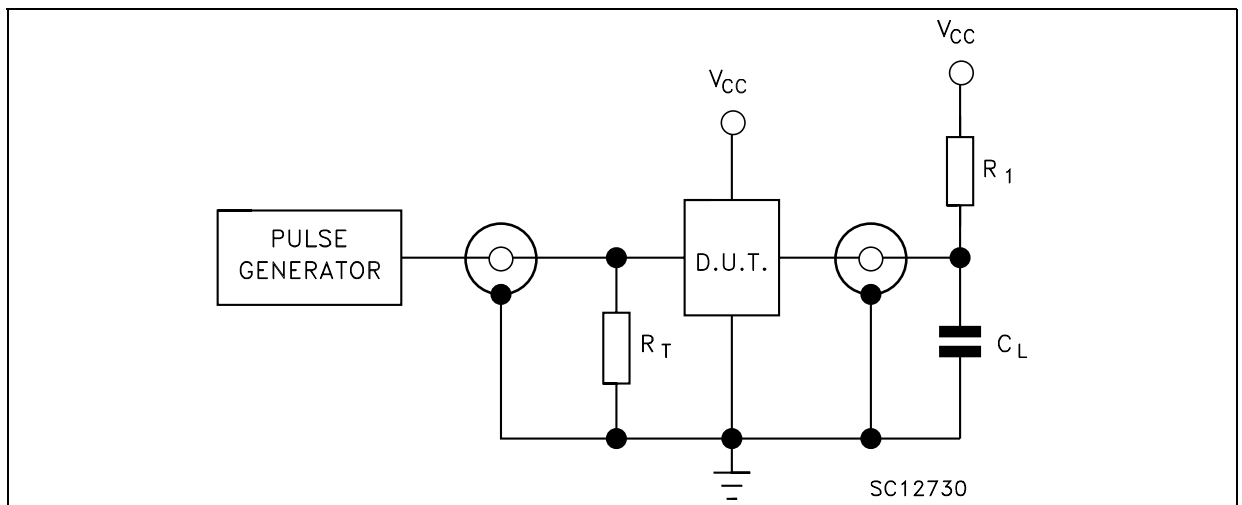 VCC
VCC
R1
PULSE
GENERATOR
D.U.T.
RT
CL
SC12730